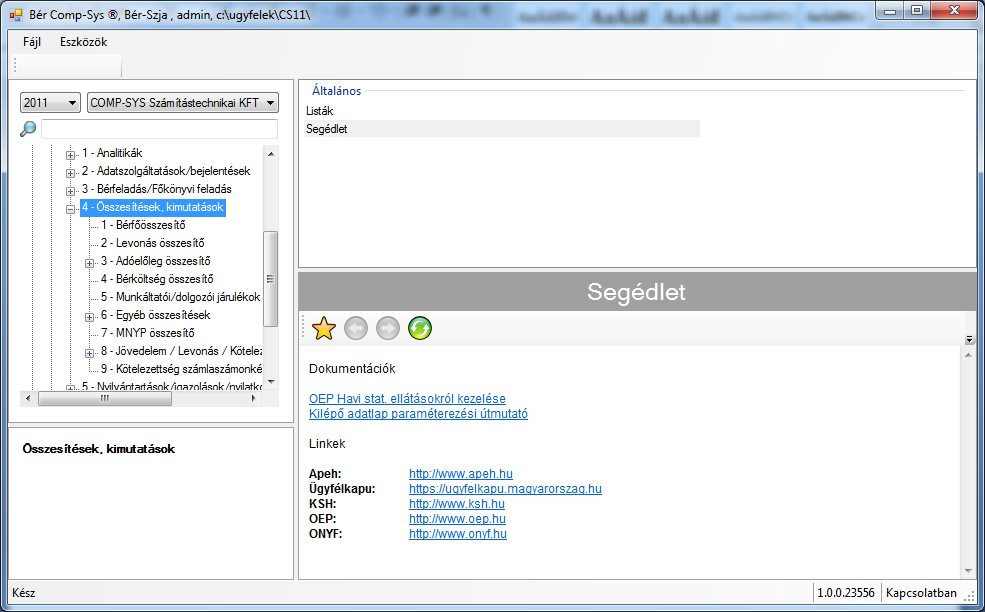 Bér Comp-Sys ®, Bér-Szja , admin, c:\ugyfelek\CS11\
Fájl Eszközök
2011 COMP-SYS Számítástechnikai KFT
1 - Analitikák
2 - Adatszolgáltatások/bejelentések
3 - Bérfeladás/Főkönyvi feladás
4 - Összesítések, kimutatások
1 - Bérfőösszesítő
2 - Levonás összesítő
3 - Adóelőleg összesítő
4 - Bérköltség összesítő
5 - Munkáltatói/dolgozói járulékok
6 - Egyéb összesítések
7 - MNYP összesítő
8 - Jövedelem / Levonás / Kötelez
9 - Kötelezettség számlaszámonké
5 - Nyilvántartások/igazolások/nyilatko
Összesítések, kimutatások
Általános
Listák
Segédlet
Segédlet
Dokumentációk
OEP Havi stat. ellátásokról kezelése
Kilépő adatlap paraméterezési útmutató
Linkek
Apeh: http://www.apeh.hu
Ügyfélkapu: https://ugyfelkapu.magyarorszag.hu
KSH: http://www.ksh.hu
OEP: http://www.oep.hu
ONYF: http://www.onyf.hu
Kész 1.0.0.23556 Kapcsolatban